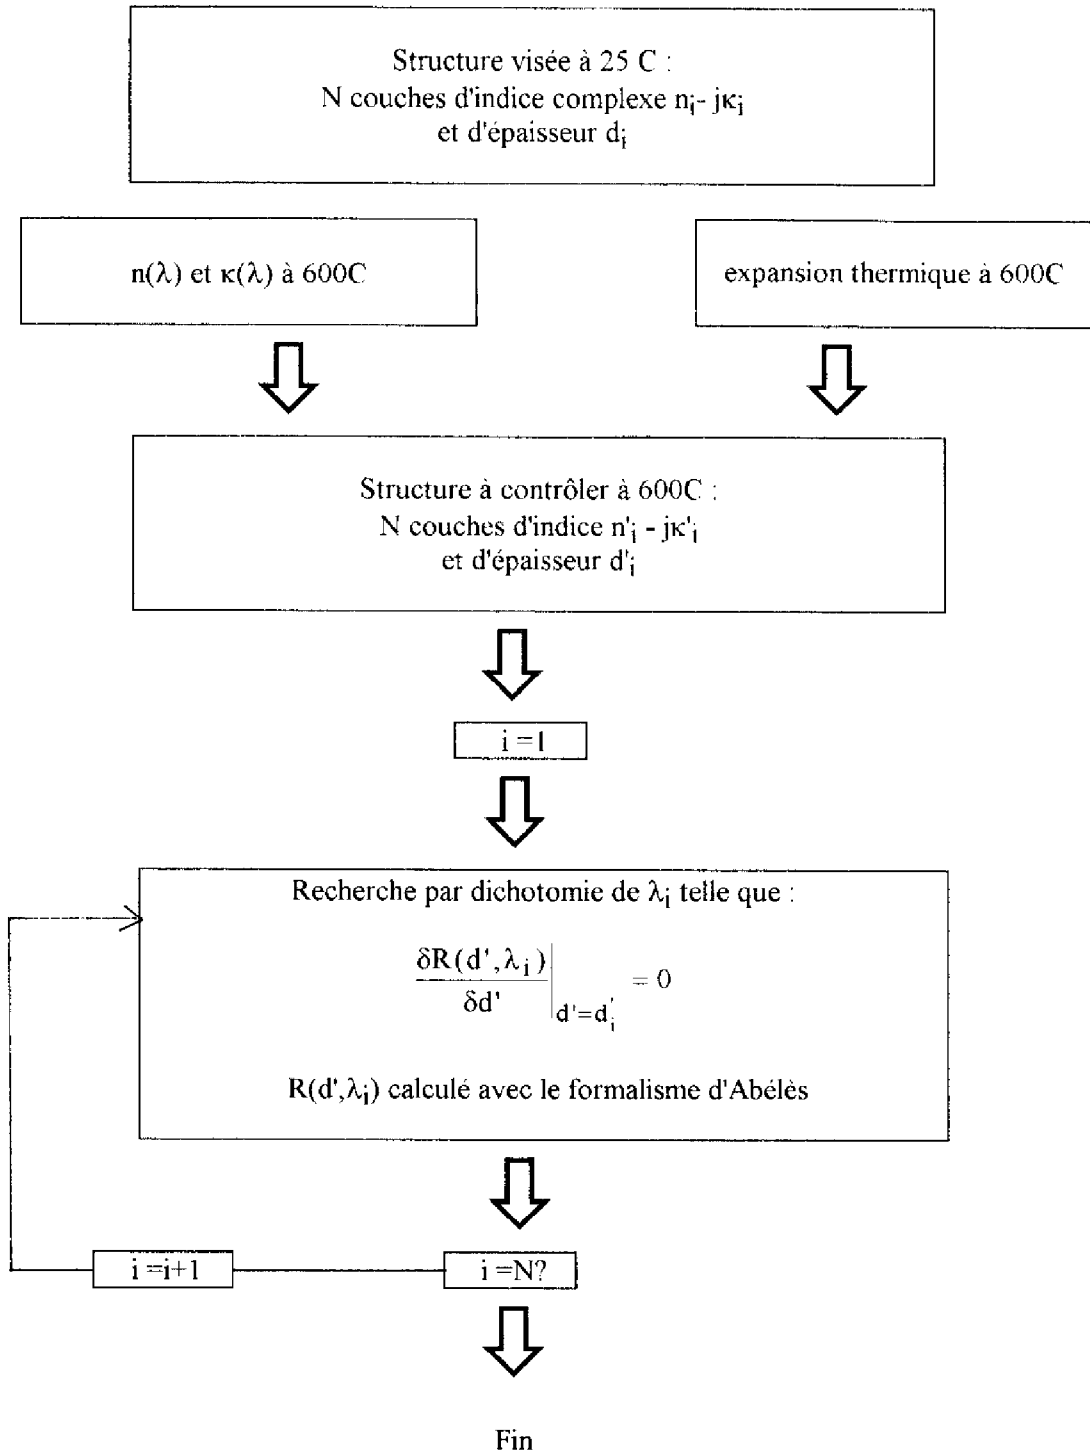 Structure visée à 25 C :
N couches d'indice complexe nᵢ- jκᵢ
et d'épaisseur dᵢ
n(λ) et κ(λ) à 600C
expansion thermique à 600C
Structure à contrôler à 600C :
N couches d'indice n'ᵢ - jκ'ᵢ
et d'épaisseur d'ᵢ
i =1
Recherche par dichotomie de λᵢ telle que :
δR(d',λᵢ)
δd'
d'=d'ᵢ
= 0
R(d',λᵢ) calculé avec le formalisme d'Abélès
i =i+1
i =N?
Fin